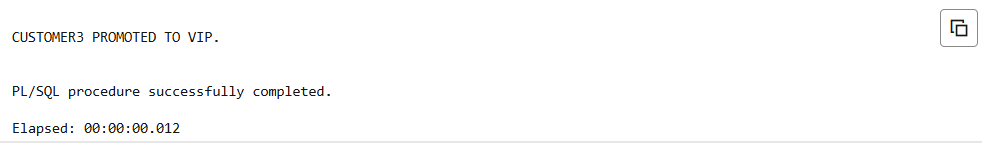 CUSTOMER3 PROMOTED TO VIP.
PL/SQL procedure successfully completed.
Elapsed: 00:00:00.012